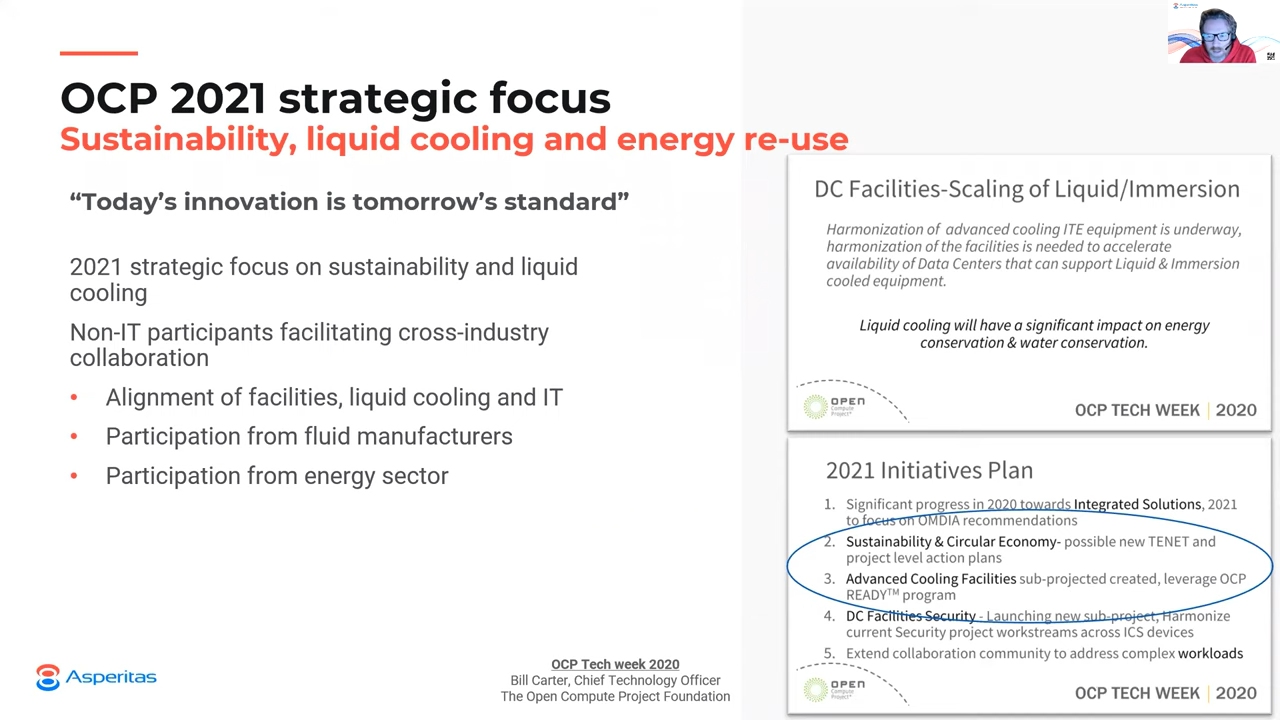 OCP 2021 strategic focus
Sustainability, liquid cooling and energy re-use
“Today’s innovation is tomorrow’s standard”
2021 strategic focus on sustainability and liquid
cooling
Non-IT participants facilitating cross-industry
collaboration
• Alignment of facilities, liquid cooling and IT
• Participation from fluid manufacturers
• Participation from energy sector
Asperitas
OCP Tech week 2020
Bill Carter, Chief Technology Officer
The Open Compute Project Foundation
DC Facilities-Scaling of Liquid/Immersion
Harmonization of advanced cooling ITE equipment is underway,
harmonization of the facilities is needed to accelerate
availability of Data Centers that can support Liquid & Immersion
cooled equipment.
Liquid cooling will have a significant impact on energy
conservation & water conservation.
OPEN
Compute
Project®
OCP TECH WEEK | 2020
2021 Initiatives Plan
1. Significant progress in 2020 towards Integrated Solutions, 2021
to focus on OMDIA recommendations
2. Sustainability & Circular Economy- possible new TENET and
project level action plans
3. Advanced Cooling Facilities sub-projected created, leverage OCP
READY™ program
4. DC Facilities Security - Launching new sub-project, Harmonize
current Security project workstreams across ICS devices
5. Extend collaboration community to address complex workloads
OPEN
Compute
Project®
OCP TECH WEEK | 2020